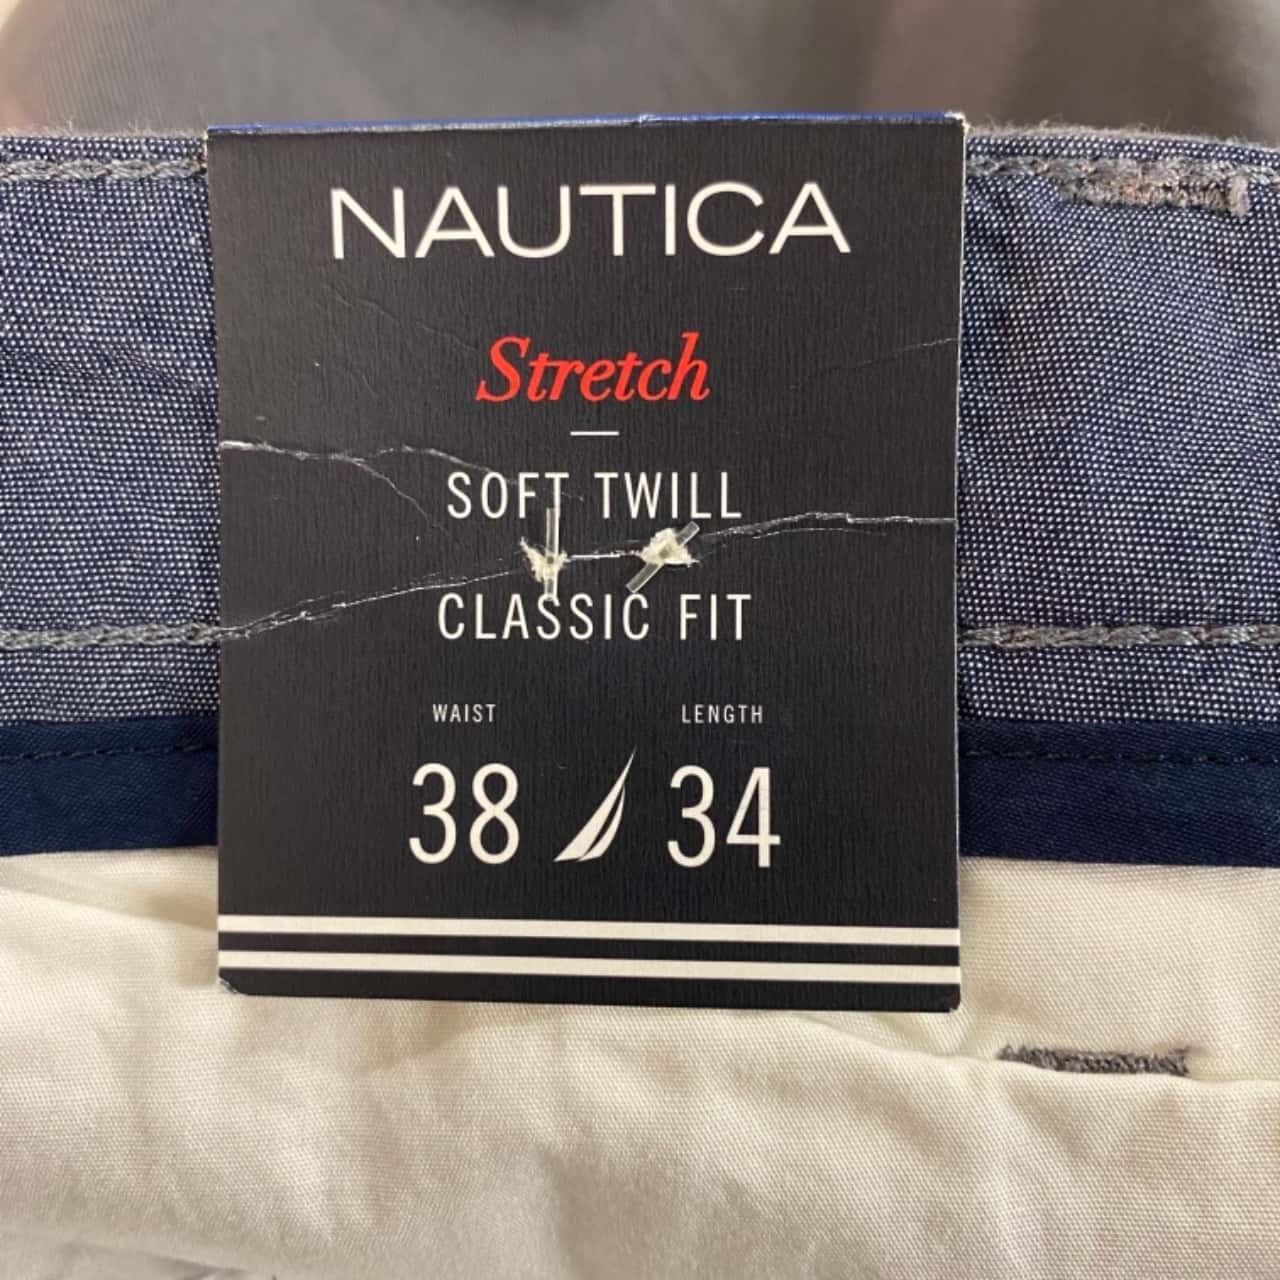 NAUTICA
Stretch
SOFT TWILL
CLASSIC FIT
WAIST LENGTH
38 34